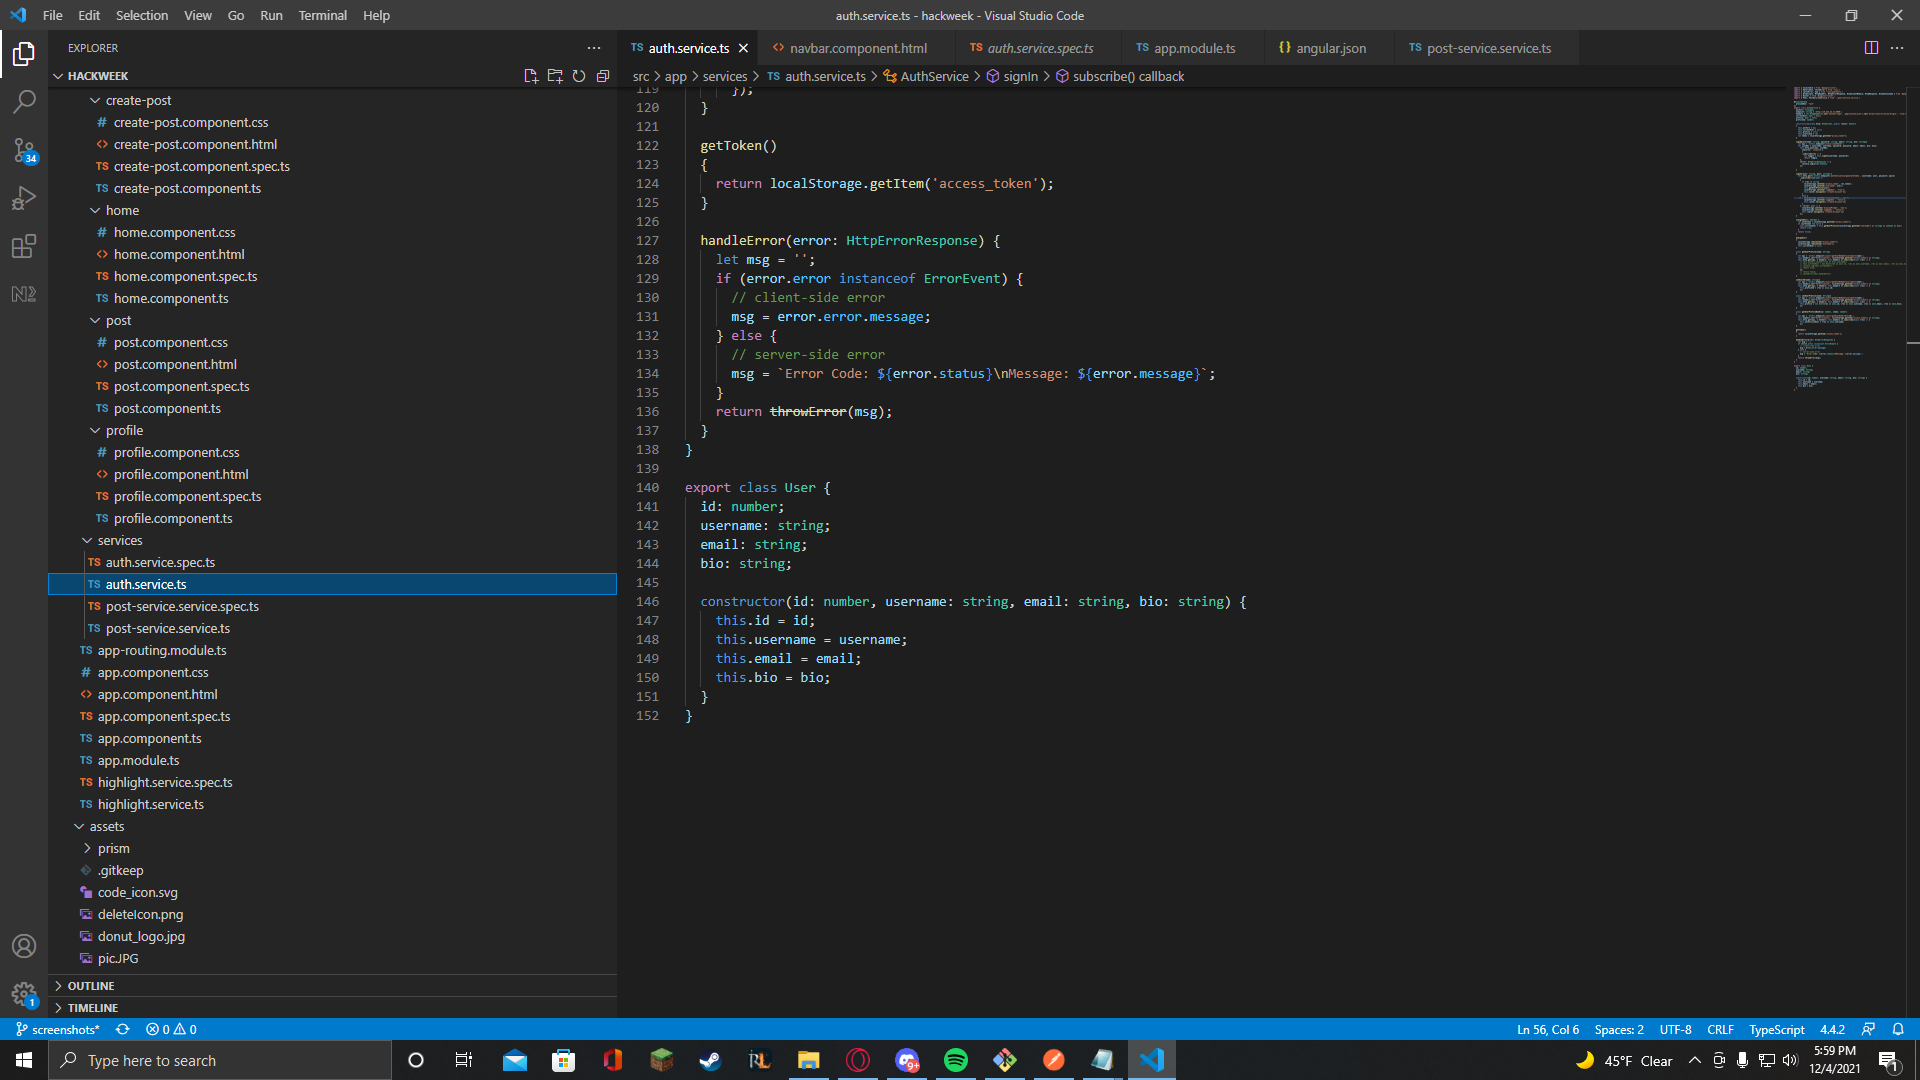 File Edit Selection View Go Run Terminal Help
auth.service.ts - hackweek - Visual Studio Code
EXPLORER
HACKWEEK
create-post
create-post.component.css
create-post.component.html
create-post.component.spec.ts
create-post.component.ts
home
home.component.css
home.component.html
home.component.spec.ts
home.component.ts
post
post.component.css
post.component.html
post.component.spec.ts
post.component.ts
profile
profile.component.css
profile.component.html
profile.component.spec.ts
profile.component.ts
services
auth.service.spec.ts
auth.service.ts
post-service.service.spec.ts
post-service.service.ts
app-routing.module.ts
app.component.css
app.component.html
app.component.spec.ts
app.component.ts
app.module.ts
highlight.service.spec.ts
highlight.service.ts
assets
prism
.gitkeep
code_icon.svg
deleteIcon.png
donut_logo.jpg
pic.JPG
OUTLINE
TIMELINE
34
1
TS auth.service.ts navbar.component.html TS auth.service.spec.ts TS app.module.ts {} angular.json TS post-service.service.ts
src > app > services > TS auth.service.ts > AuthService > signIn > subscribe() callback
119 });
120 }
121
122 getToken()
123 {
124 return localStorage.getItem('access_token');
125 }
126
127 handleError(error: HttpErrorResponse) {
128 let msg = '';
129 if (error.error instanceof ErrorEvent) {
130 // client-side error
131 msg = error.error.message;
132 } else {
133 // server-side error
134 msg = `Error Code: ${error.status}\nMessage: ${error.message}`;
135 }
136 return throwError(msg);
137 }
138 }
139
140 export class User {
141 id: number;
142 username: string;
143 email: string;
144 bio: string;
145
146 constructor(id: number, username: string, email: string, bio: string) {
147 this.id = id;
148 this.username = username;
149 this.email = email;
150 this.bio = bio;
151 }
152 }
screenshots* 0 0 Ln 56, Col 6 Spaces: 2 UTF-8 CRLF TypeScript 4.4.2
Type here to search
RL
9+
45°F Clear
5:59 PM
12/4/2021
1